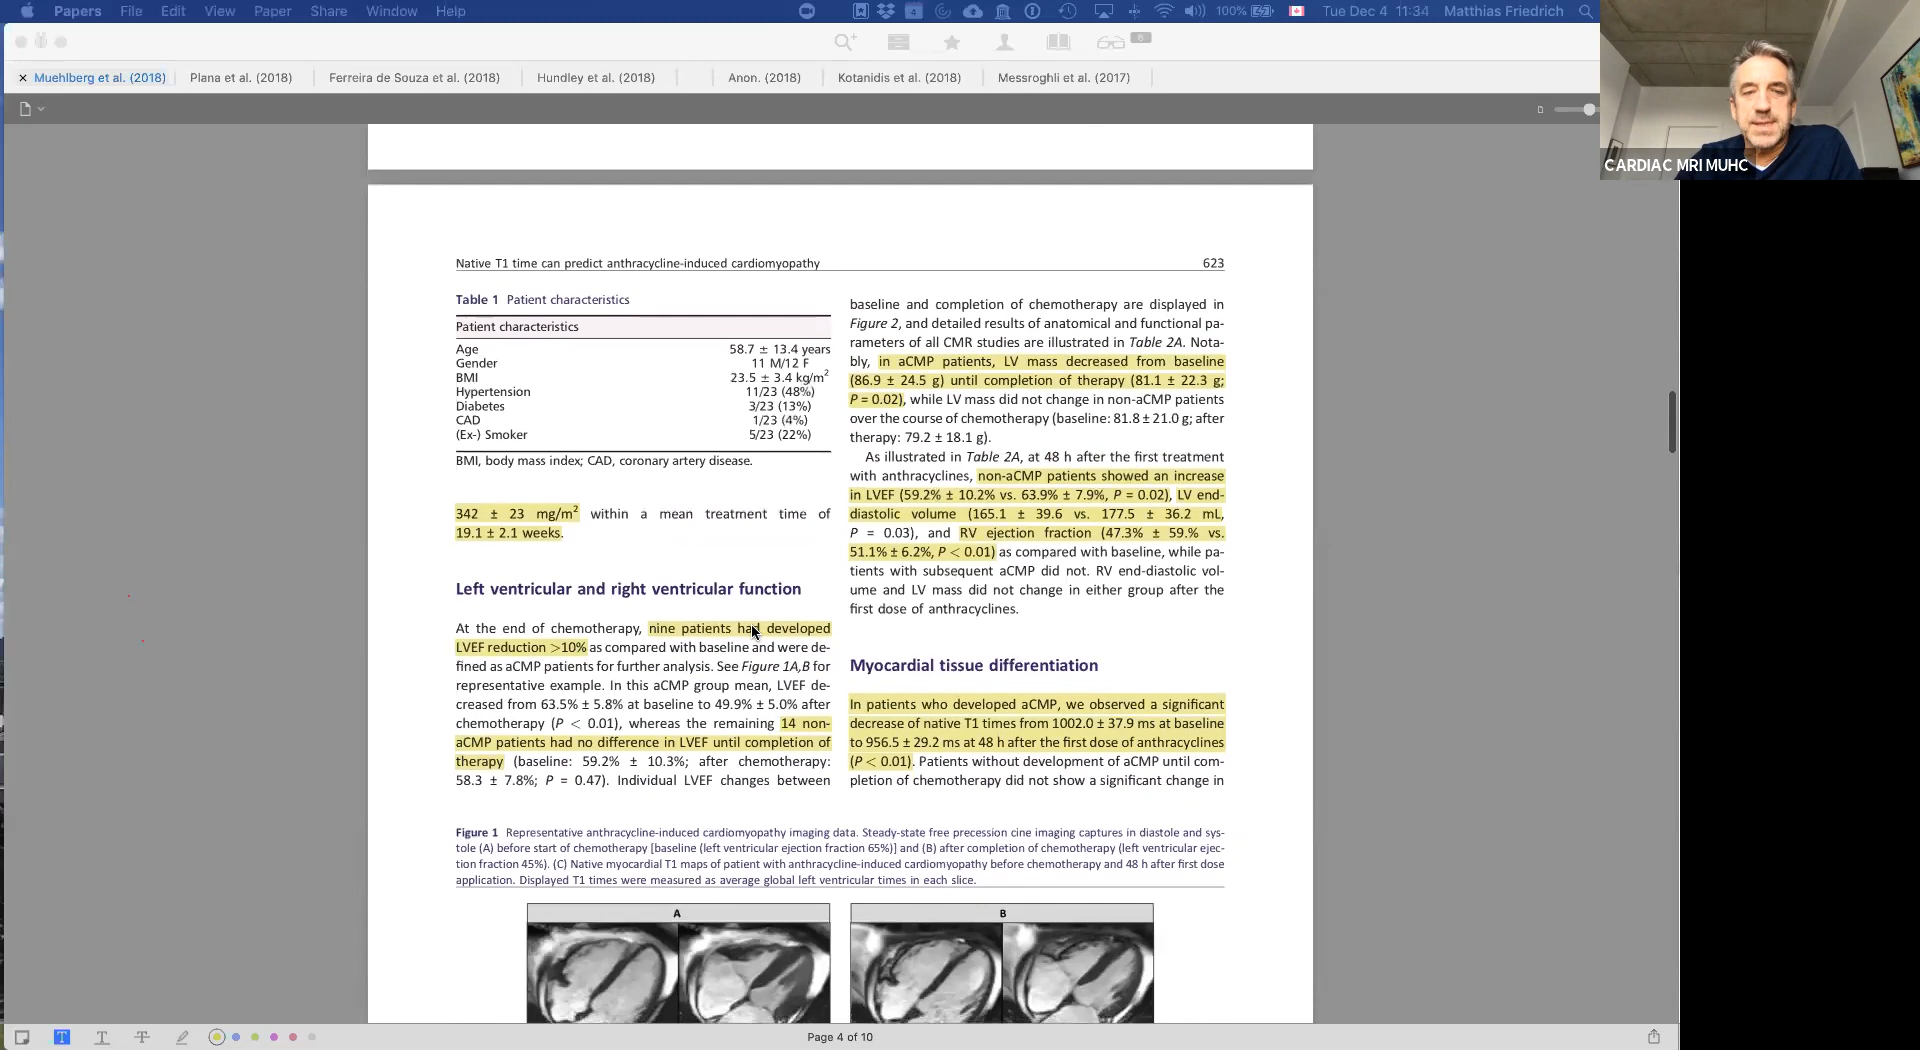 Papers File Edit View Paper Share Window Help 4 100% Tue Dec 4 11:34 Matthias Friedrich
8
× Muehlberg et al. (2018) Plana et al. (2018) Ferreira de Souza et al. (2018) Hundley et al. (2018) Anon. (2018) Kotanidis et al. (2018) Messroghli et al. (2017)
CARDIAC MRI MUHC
Native T1 time can predict anthracycline-induced cardiomyopathy 623
Table 1 Patient characteristics
Patient characteristics
Age 58.7 ± 13.4 years
Gender 11 M/12 F
BMI 23.5 ± 3.4 kg/m²
Hypertension 11/23 (48%)
Diabetes 3/23 (13%)
CAD 1/23 (4%)
(Ex-) Smoker 5/23 (22%)
BMI, body mass index; CAD, coronary artery disease.
342 ± 23 mg/m² within a mean treatment time of
19.1 ± 2.1 weeks.
Left ventricular and right ventricular function
At the end of chemotherapy, nine patients had developed
LVEF reduction >10% as compared with baseline and were de-
fined as aCMP patients for further analysis. See Figure 1A,B for
representative example. In this aCMP group mean, LVEF de-
creased from 63.5% ± 5.8% at baseline to 49.9% ± 5.0% after
chemotherapy (P < 0.01), whereas the remaining 14 non-
aCMP patients had no difference in LVEF until completion of
therapy (baseline: 59.2% ± 10.3%; after chemotherapy:
58.3 ± 7.8%; P = 0.47). Individual LVEF changes between
baseline and completion of chemotherapy are displayed in
Figure 2, and detailed results of anatomical and functional pa-
rameters of all CMR studies are illustrated in Table 2A. Nota-
bly, in aCMP patients, LV mass decreased from baseline
(86.9 ± 24.5 g) until completion of therapy (81.1 ± 22.3 g;
P = 0.02), while LV mass did not change in non-aCMP patients
over the course of chemotherapy (baseline: 81.8 ± 21.0 g; after
therapy: 79.2 ± 18.1 g).
As illustrated in Table 2A, at 48 h after the first treatment
with anthracyclines, non-aCMP patients showed an increase
in LVEF (59.2% ± 10.2% vs. 63.9% ± 7.9%, P = 0.02), LV end-
diastolic volume (165.1 ± 39.6 vs. 177.5 ± 36.2 mL,
P = 0.03), and RV ejection fraction (47.3% ± 59.% vs.
51.1% ± 6.2%, P < 0.01) as compared with baseline, while pa-
tients with subsequent aCMP did not. RV end-diastolic vol-
ume and LV mass did not change in either group after the
first dose of anthracyclines.
Myocardial tissue differentiation
In patients who developed aCMP, we observed a significant
decrease of native T1 times from 1002.0 ± 37.9 ms at baseline
to 956.5 ± 29.2 ms at 48 h after the first dose of anthracyclines
(P < 0.01). Patients without development of aCMP until com-
pletion of chemotherapy did not show a significant change in
Figure 1 Representative anthracycline-induced cardiomyopathy imaging data. Steady-state free precession cine imaging captures in diastole and sys-
tole (A) before start of chemotherapy [baseline (left ventricular ejection fraction 65%)] and (B) after completion of chemotherapy (left ventricular ejec-
tion fraction 45%). (C) Native myocardial T1 maps of patient with anthracycline-induced cardiomyopathy before chemotherapy and 48 h after first dose
application. Displayed T1 times were measured as average global left ventricular times in each slice.
A B
T T T Page 4 of 10